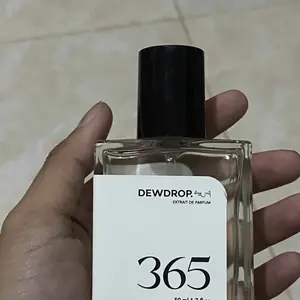 DEWDROP.
EXTRAIT DE PARFUM
365